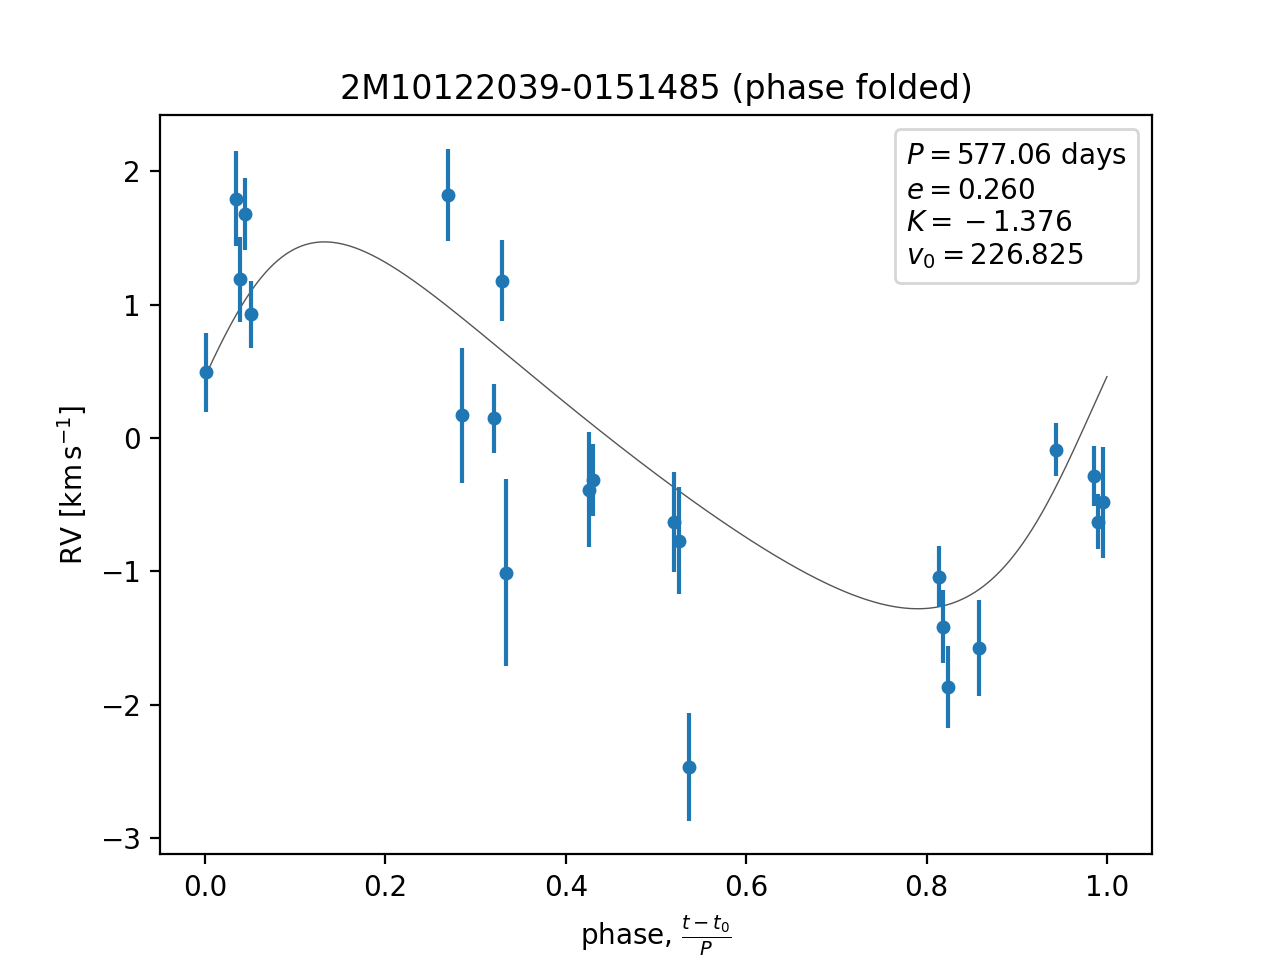 2M10122039-0151485 (phase folded)
P = 577.06 days
e = 0.260
K = −1.376
v₀ = 226.825
RV [km s⁻¹]
2
1
0
−1
−2
−3
0.0 0.2 0.4 0.6 0.8 1.0
phase, (t − t₀)/P